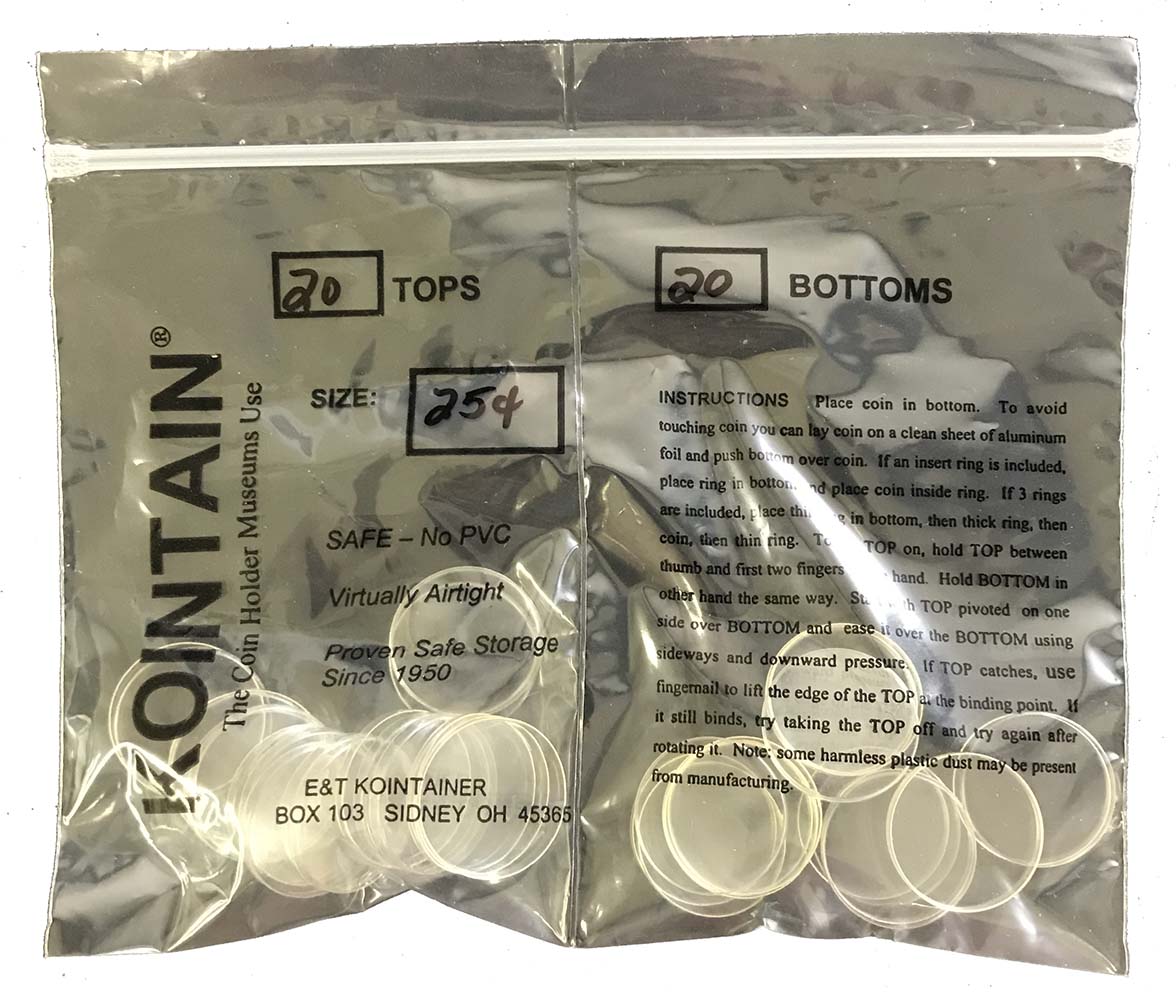 20 TOPS
KOINTAIN®
The Coin Holder Museums Use
SIZE: 25¢
SAFE – No PVC
Virtually Airtight
Proven Safe Storage
Since 1950
E&T KOINTAINER
BOX 103 SIDNEY OH 45365
20 BOTTOMS
INSTRUCTIONS Place coin in bottom. To avoid
touching coin you can lay coin on a clean sheet of aluminum
foil and push bottom over coin. If an insert ring is included,
place ring in bottom and place coin inside ring. If 3 rings
are included, place thin ring in bottom, then thick ring, then
coin, then thin ring. TOP on, hold TOP between
thumb and first two fingers hand. Hold BOTTOM in
other hand the same way. Start with TOP pivoted on one
side over BOTTOM and ease it over the BOTTOM using
sideways and downward pressure. If TOP catches, use
fingernail to lift the edge of the TOP at the binding point. If
it still binds, try taking the TOP off and try again after
rotating it. Note: some harmless plastic dust may be present
from manufacturing.